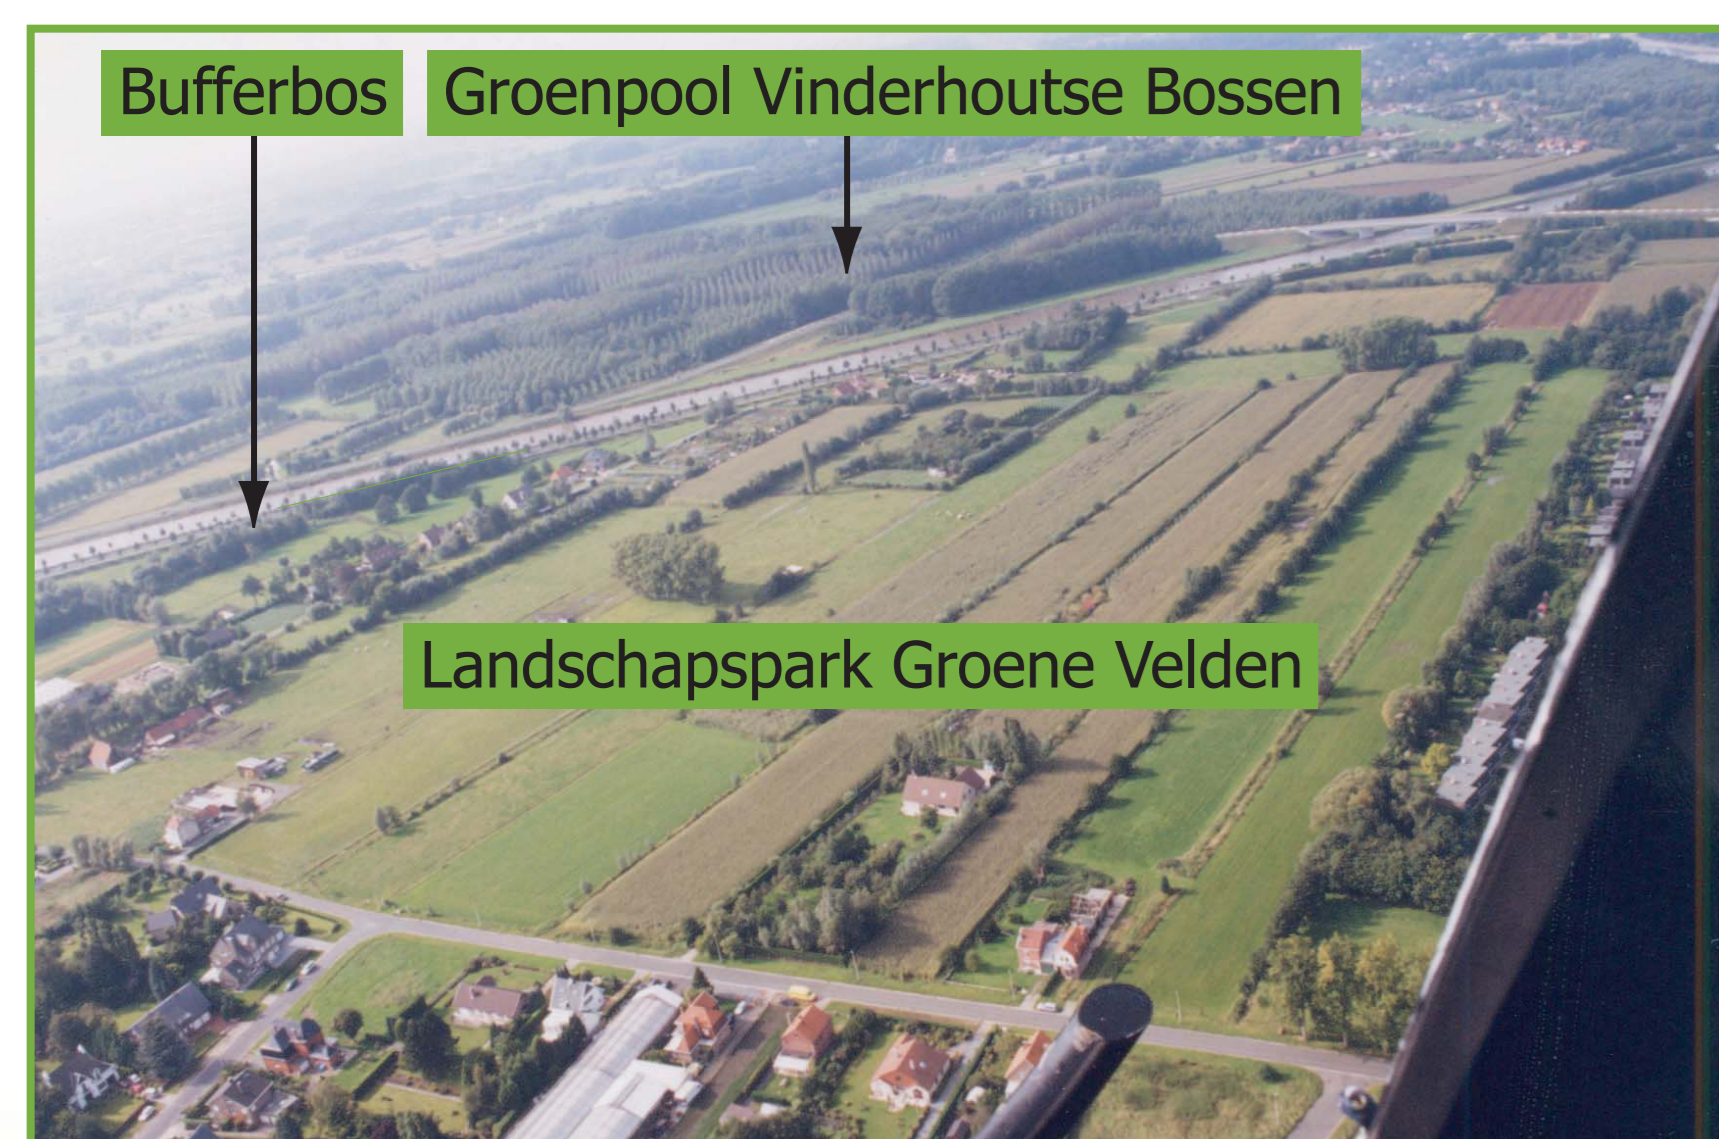 Bufferbos
Groenpool Vinderhoutse Bossen
Landschapspark Groene Velden